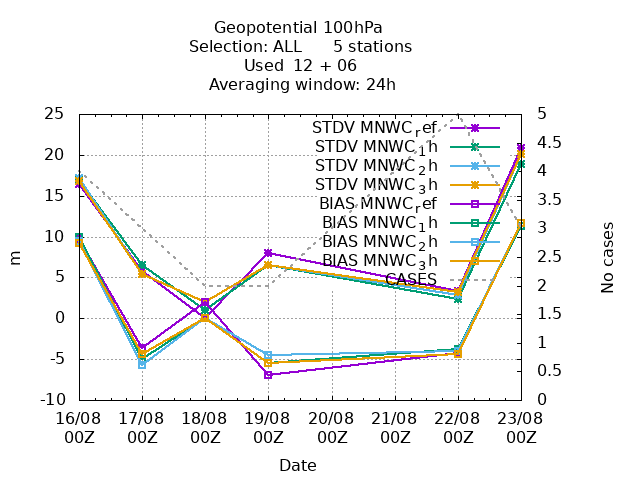 Geopotential 100hPa
Selection: ALL 5 stations
Used 12 + 06
Averaging window: 24h
25
20
15
10
5
0
-5
-10
m
5
4.5
4
3.5
3
2.5
2
1.5
1
0.5
0
No cases
STDV MNWC_ref
STDV MNWC_1h
STDV MNWC_2h
STDV MNWC_3h
BIAS MNWC_ref
BIAS MNWC_1h
BIAS MNWC_2h
BIAS MNWC_3h
CASES
16/08 17/08 18/08 19/08 20/08 21/08 22/08 23/08
00Z 00Z 00Z 00Z 00Z 00Z 00Z 00Z
Date